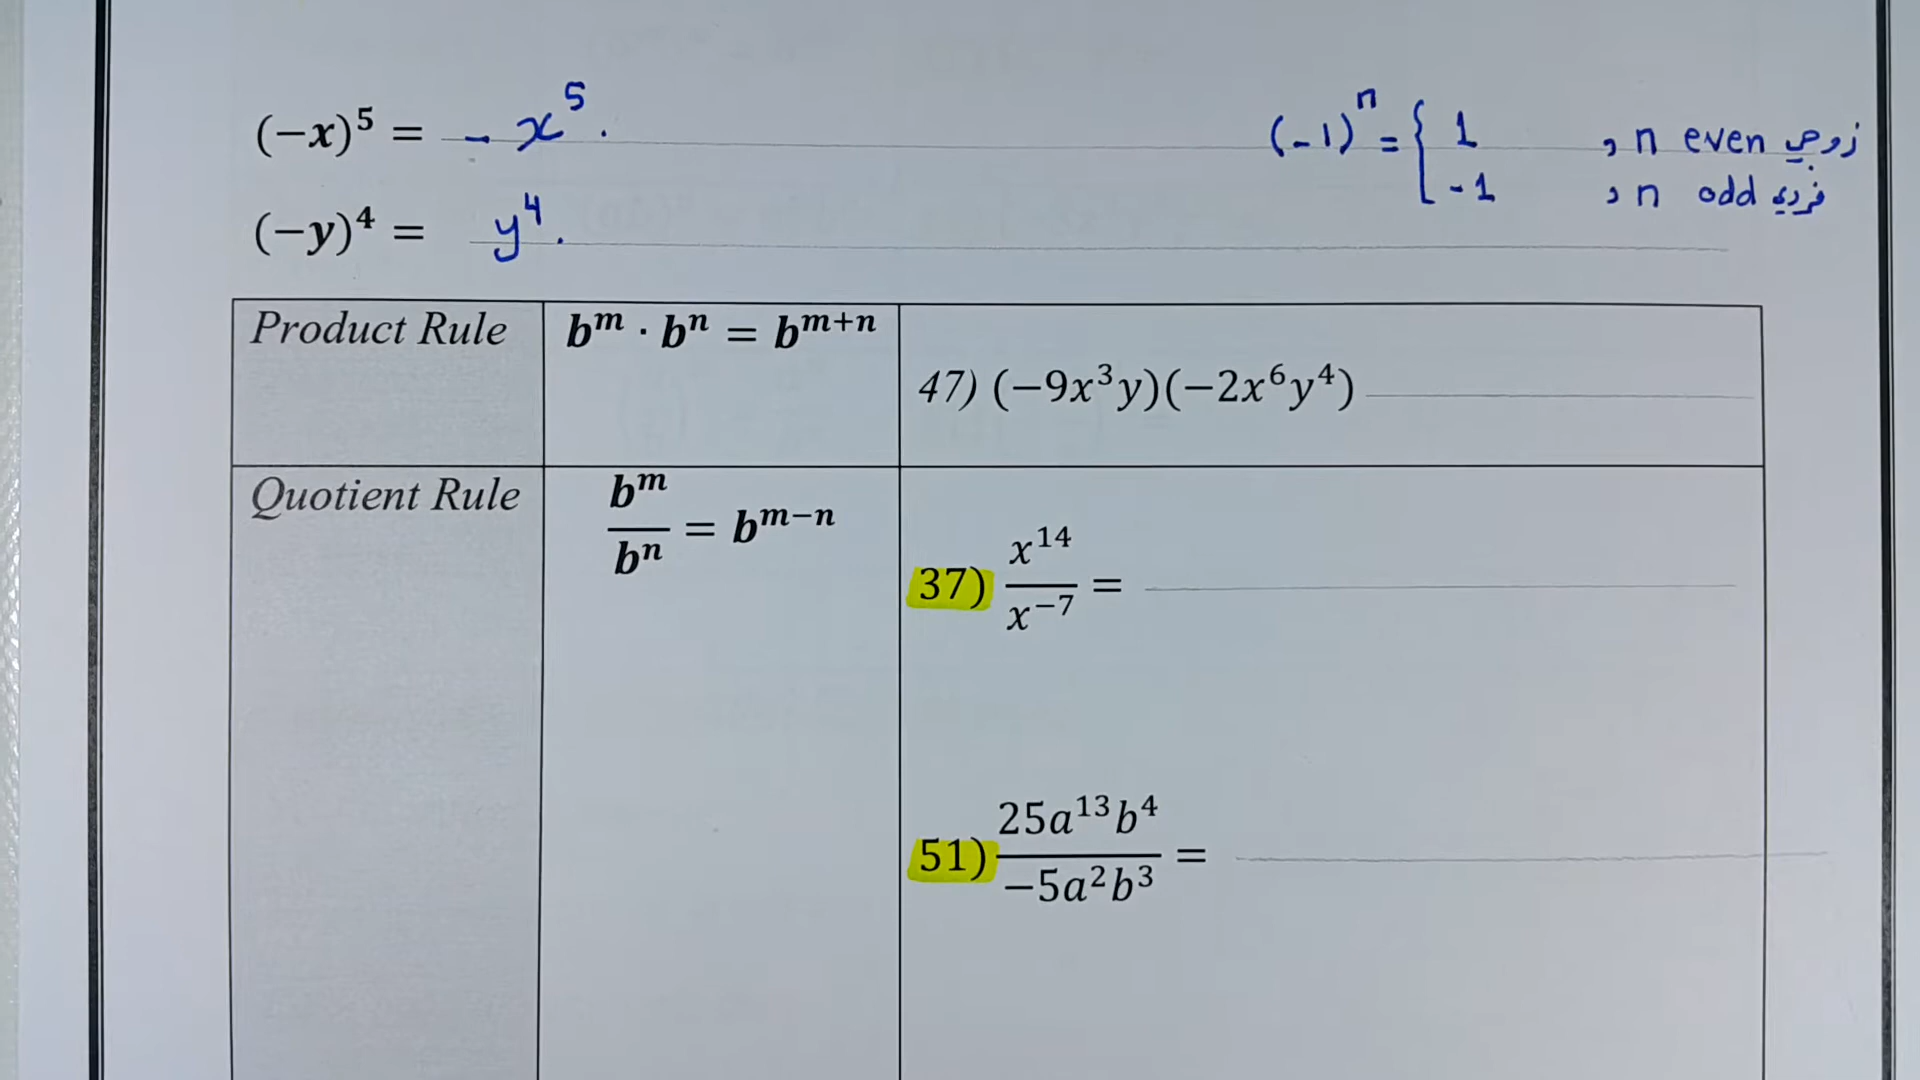 (−x)⁵ = - x⁵.
(-1)ⁿ = { 1 , n even زوجي
-1 , n odd فردي
(−y)⁴ = y⁴.
Product Rule
bᵐ · bⁿ = bᵐ⁺ⁿ
47) (−9x³y)(−2x⁶y⁴)
Quotient Rule
bᵐ/bⁿ = bᵐ⁻ⁿ
37) x¹⁴/x⁻⁷ =
51) 25a¹³b⁴/−5a²b³ =